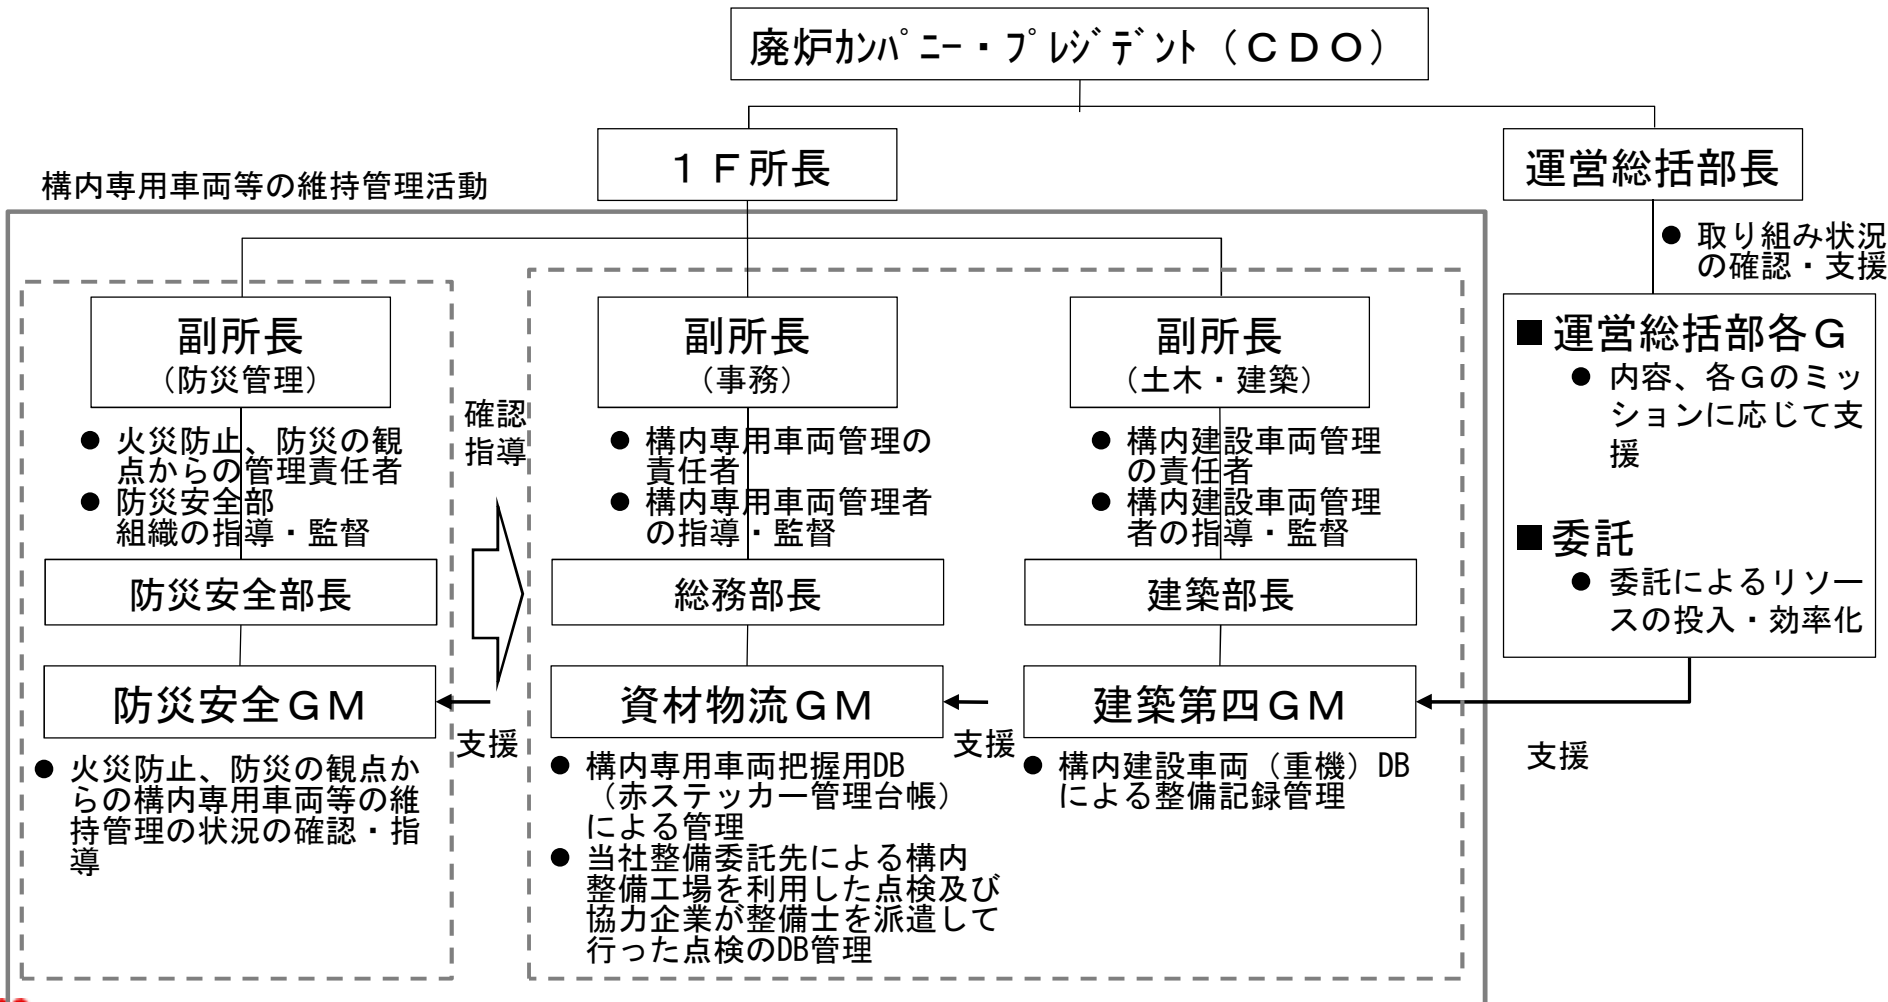 廃炉ｶﾝﾊﾟﾆｰ・ﾌﾟﾚｼﾞﾃﾞﾝﾄ（ＣＤＯ）
１Ｆ所長
運営総括部長
構内専用車両等の維持管理活動
● 取り組み状況
の確認・支援
副所長
（防災管理）
● 火災防止、防災の観
点からの管理責任者
● 防災安全部
組織の指導・監督
防災安全部長
防災安全ＧＭ
● 火災防止、防災の観点か
らの構内専用車両等の維
持管理の状況の確認・指
導
確認
指導
支援
副所長
（事務）
● 構内専用車両管理の
責任者
● 構内専用車両管理者
の指導・監督
総務部長
資材物流ＧＭ
● 構内専用車両把握用DB
（赤ステッカー管理台帳）
による管理
● 当社整備委託先による構内
整備工場を利用した点検及び
協力企業が整備士を派遣して
行った点検のDB管理
支援
副所長
（土木・建築）
● 構内建設車両管理
の責任者
● 構内建設車両管理
者の指導・監督
建築部長
建築第四ＧＭ
● 構内建設車両（重機）DB
による整備記録管理
■ 運営総括部各Ｇ
● 内容、各Ｇのミッ
ションに応じて支
援
■ 委託
● 委託によるリソー
スの投入・効率化
支援